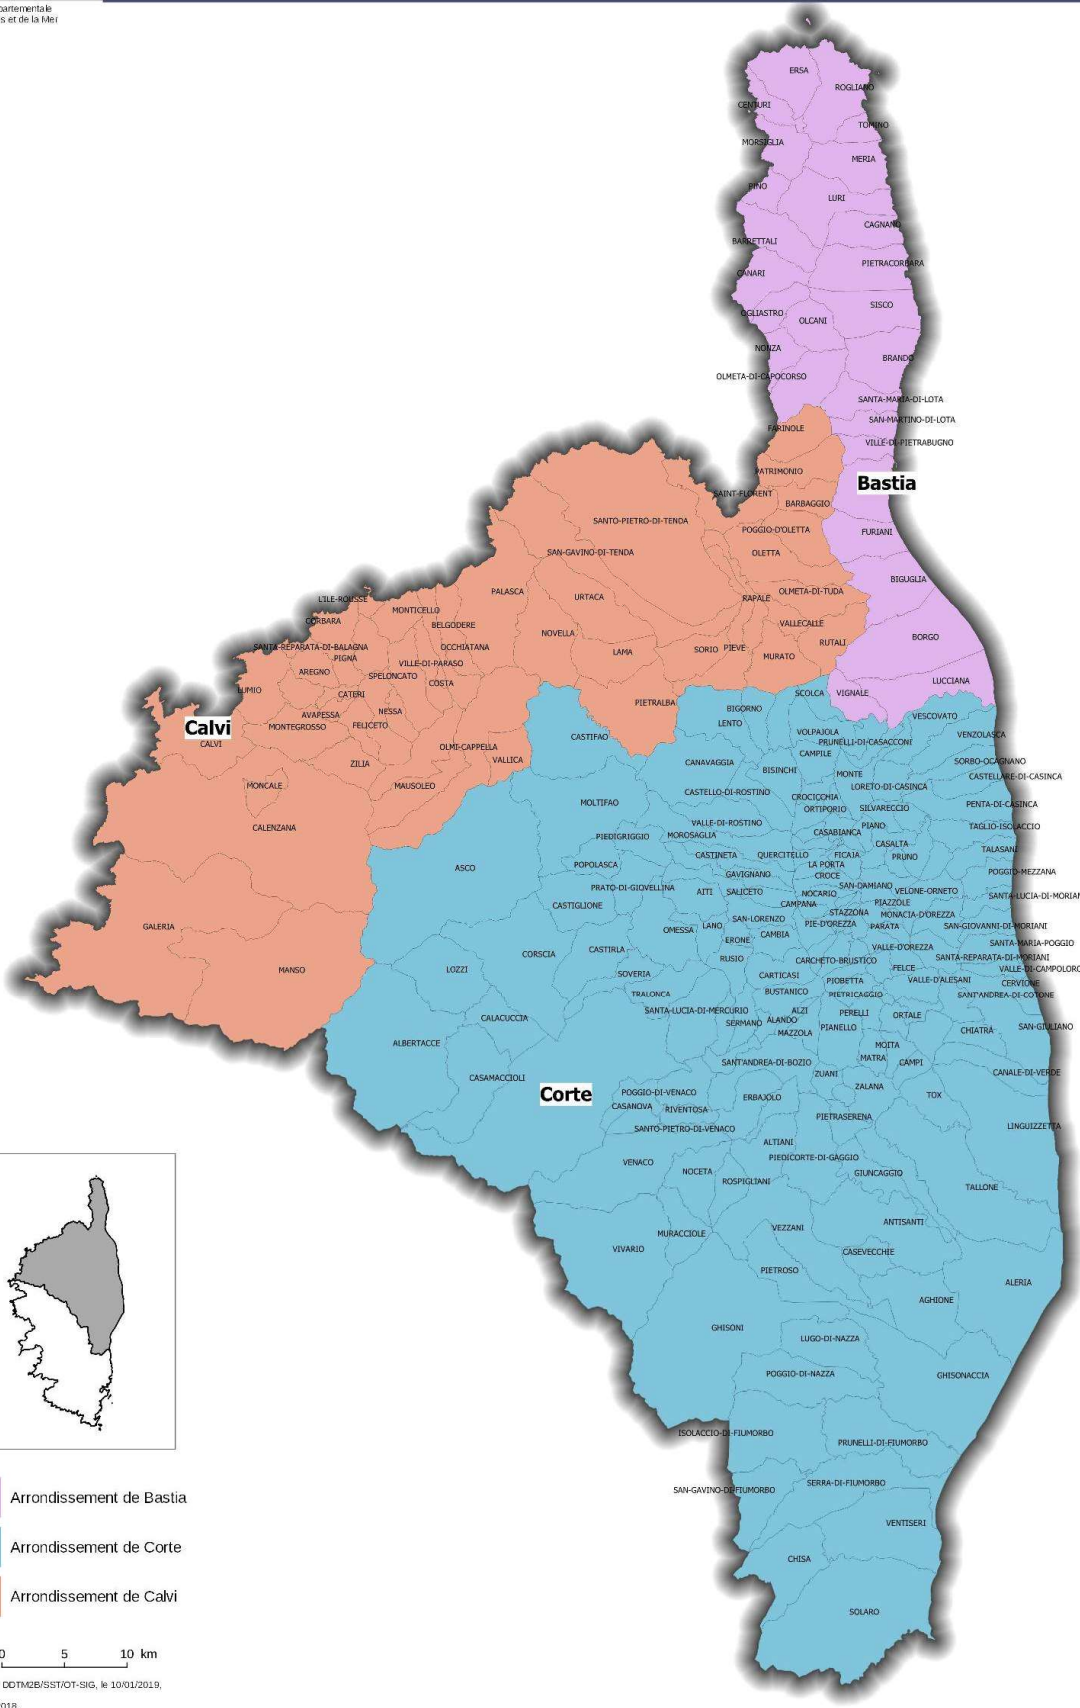 partementale
s et de la Mer
ERSA
ROGLIANO
CENTURI
TOMINO
MORSIGLIA
MERIA
PINO
LURI
CAGNANO
BARRETTALI
PIETRACORBARA
CANARI
SISCO
OGLIASTRO
OLCANI
NONZA
BRANDO
OLMETA-DI-CAPOCORSO
SANTA-MARIA-DI-LOTA
SAN-MARTINO-DI-LOTA
FARINOLE
VILLE-DI-PIETRABUGNO
PATRIMONIO
Bastia
SAINT-FLORENT
BARBAGGIO
SANTO-PIETRO-DI-TENDA
POGGIO-D'OLETTA
FURIANI
SAN-GAVINO-DI-TENDA
OLETTA
BIGUGLIA
PALASCA
OLMETA-DI-TUDA
URTACA
RAPALE
L'ILE-ROUSSE
MONTICELLO
CORBARA
BELGODERE
VALLECALLE
NOVELLA
BORGO
RUTALI
SANTA-REPARATA-DI-BALAGNA
OCCHIATANA
LAMA
SORIO
PIEVE
MURATO
PIGNA
VILLE-DI-PARASO
AREGNO
SPELONCATO
COSTA
LUCCIANA
LUMIO
CATERI
SCOLCA
VIGNALE
PIETRALBA
BIGORNO
NESSA
AVAPESSA
VESCOVATO
Calvi
MONTEGROSSO
FELICETO
LENTO
VOLPAJOLA
VENZOLASCA
CASTIFAO
PRUNELLI-DI-CASACCONI
CALVI
OLMI-CAPPELLA
CAMPILE
VALLICA
ZILIA
CANAVAGGIA
SORBO-OCAGNANO
BISINCHI
MONTE
CASTELLARE-DI-CASINCA
MONCALE
MAUSOLEO
LORETO-DI-CASINCA
CASTELLO-DI-ROSTINO
CROCICCHIA
MOLTIFAO
PENTA-DI-CASINCA
ORTIPORIO
SILVARECCIO
VALLE-DI-ROSTINO
PIANO
TAGLIO-ISOLACCIO
CALENZANA
PIEDIGRIGGIO
MOROSAGLIA
CASABIANCA
CASALTA
TALASANI
CASTINETA
QUERCITELLO
FICAJA
PRUNO
POPOLASCA
LA PORTA
ASCO
GAVIGNANO
CROCE
POGGIO-MEZZANA
PRATO-DI-GIOVELLINA
AITI
SALICETO
NOCARIO
SAN-DAMIANO
VELONE-ORNETO
SANTA-LUCIA-DI-MORIAN
CASTIGLIONE
CAMPANA
PIAZZOLE
STAZZONA
MONACIA-D'OREZZA
SAN-LORENZO
GALERIA
OMESSA
LANO
PIE-D'OREZZA
PARATA
SAN-GIOVANNI-DI-MORIANI
ERONE
CAMBIA
SANTA-MARIA-POGGIO
CASTIRLA
VALLE-D'OREZZA
CORSCIA
RUSIO
CARCHETO-BRUSTICO
SANTA-REPARATA-DI-MORIANI
MANSO
LOZZI
SOVERIA
CARTICASI
FELCE
VALLE-DI-CAMPOLORO
PIOBETTA
VALLE-D'ALESANI
CERVIONE
TRALONCA
BUSTANICO
PIETRICAGGIO
SANT'ANDREA-DI-COTONE
SANTA-LUCIA-DI-MERCURIO
ALZI
PERELLI
ORTALE
CALACUCCIA
SERMANO
ALANDO
PIANELLO
CHIATRA
SAN-GIULIANO
MAZZOLA
ALBERTACCE
MOITA
SANT'ANDREA-DI-BOZIO
MATRA
CAMPI
CASAMACCIOLI
ZUANI
CANALE-DI-VERDE
ZALANA
Corte
POGGIO-DI-VENACO
ERBAJOLO
TOX
CASANOVA
RIVENTOSA
PIETRASERENA
SANTO-PIETRO-DI-VENACO
LINGUIZZETTA
ALTIANI
VENACO
PIEDICORTE-DI-GAGGIO
NOCETA
GIUNCAGGIO
ROSPIGLIANI
TALLONE
ANTISANTI
MURACCIOLE
VEZZANI
VIVARIO
CASEVECCHIE
PIETROSO
ALERIA
AGHIONE
GHISONI
LUGO-DI-NAZZA
POGGIO-DI-NAZZA
GHISONACCIA
ISOLACCIO-DI-FIUMORBO
PRUNELLI-DI-FIUMORBO
SERRA-DI-FIUMORBO
SAN-GAVINO-DI-FIUMORBO
VENTISERI
CHISA
SOLARO
Arrondissement de Bastia
Arrondissement de Corte
Arrondissement de Calvi
0 5 10 km
DDTM2B/SST/OT-SIG, le 10/01/2019,
2018